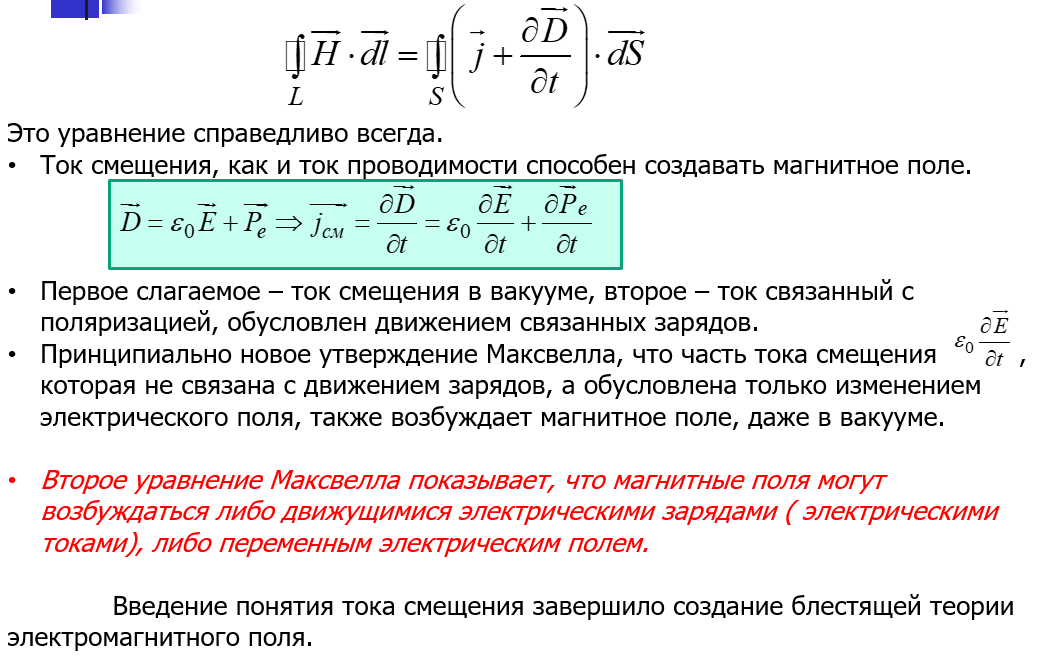 ∮_L H⃗ · dl⃗ = ∮_S ( j⃗ + ∂D⃗/∂t ) · dS⃗
Это уравнение справедливо всегда.
• Ток смещения, как и ток проводимости способен создавать магнитное поле.
D⃗ = ε₀E⃗ + P⃗ₑ ⇒ j⃗_см = ∂D⃗/∂t = ε₀ ∂E⃗/∂t + ∂P⃗ₑ/∂t
• Первое слагаемое – ток смещения в вакууме, второе – ток связанный с
поляризацией, обусловлен движением связанных зарядов.
• Принципиально новое утверждение Максвелла, что часть тока смещения ε₀ ∂E⃗/∂t ,
которая не связана с движением зарядов, а обусловлена только изменением
электрического поля, также возбуждает магнитное поле, даже в вакууме.
• Второе уравнение Максвелла показывает, что магнитные поля могут
возбуждаться либо движущимися электрическими зарядами ( электрическими
токами), либо переменным электрическим полем.
Введение понятия тока смещения завершило создание блестящей теории
электромагнитного поля.